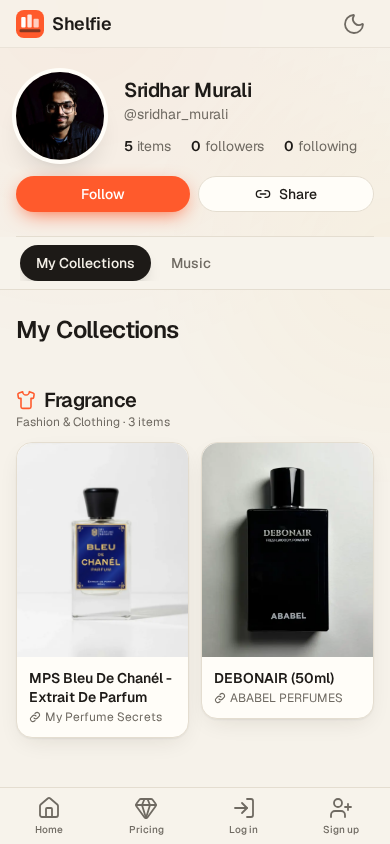 Shelfie
Sridhar Murali
@sridhar_murali
5 items 0 followers 0 following
Follow
Share
My Collections
Music
My Collections
Fragrance
Fashion & Clothing · 3 items
BLEU
DE
CHANÉL
PARFUM
DEBONAIR
ABABEL
MPS Bleu De Chanél -
Extrait De Parfum
My Perfume Secrets
DEBONAIR (50ml)
ABABEL PERFUMES
Home
Pricing
Log in
Sign up